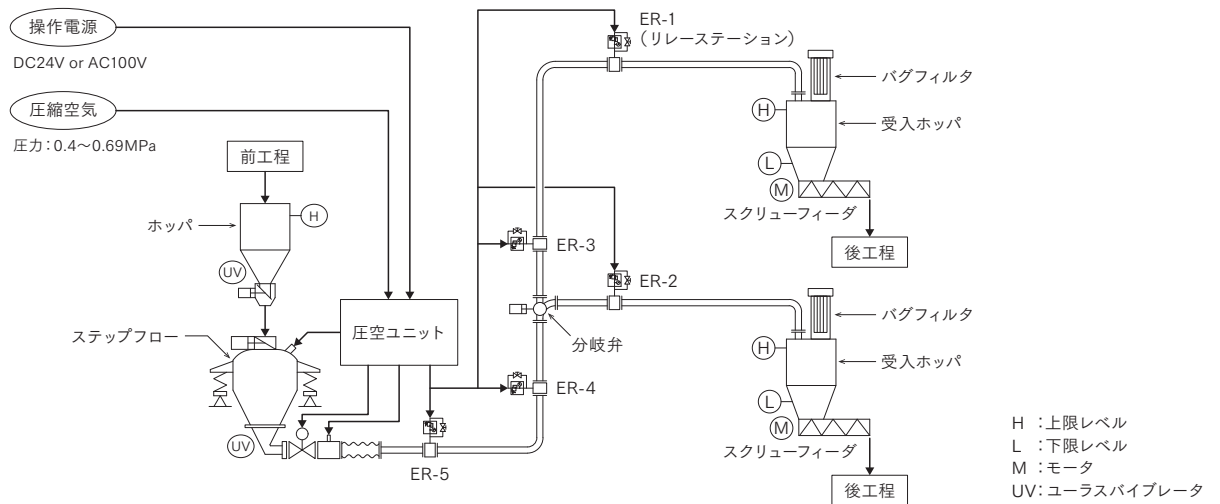 操作電源
DC24V or AC100V
圧縮空気
圧力：0.4～0.69MPa
前工程
ホッパ
H
UV
ステップフロー
UV
圧空ユニット
ER-1
（リレーステーション）
ER-3
ER-2
分岐弁
ER-4
ER-5
バグフィルタ
H
受入ホッパ
L
M
スクリューフィーダ
後工程
バグフィルタ
H
受入ホッパ
L
M
スクリューフィーダ
後工程
H ：上限レベル
L ：下限レベル
M ：モータ
UV：ユーラスバイブレータ